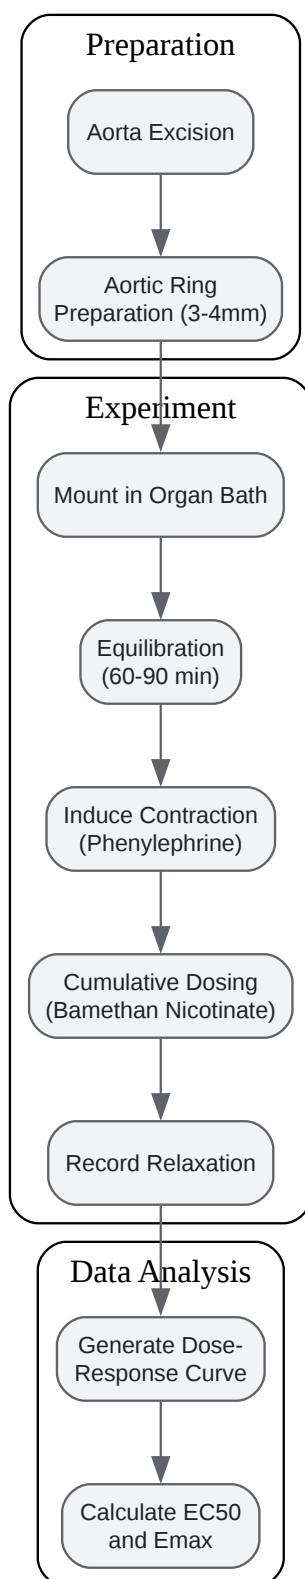 Preparation
Aorta Excision
Aortic Ring
Preparation (3-4mm)
Experiment
Mount in Organ Bath
Equilibration
(60-90 min)
Induce Contraction
(Phenylephrine)
Cumulative Dosing
(Bamethan Nicotinate)
Record Relaxation
Data Analysis
Generate Dose-
Response Curve
Calculate EC50
and Emax